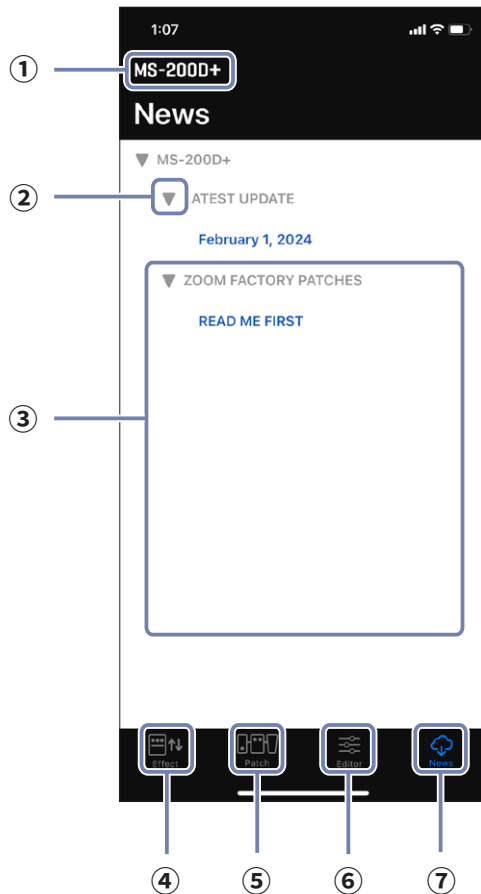 1:07
① MS-200D+
News
▼ MS-200D+
② ▼ ATEST UPDATE
February 1, 2024
▼ ZOOM FACTORY PATCHES
READ ME FIRST
③
Effect Patch Editor News
④ ⑤ ⑥ ⑦